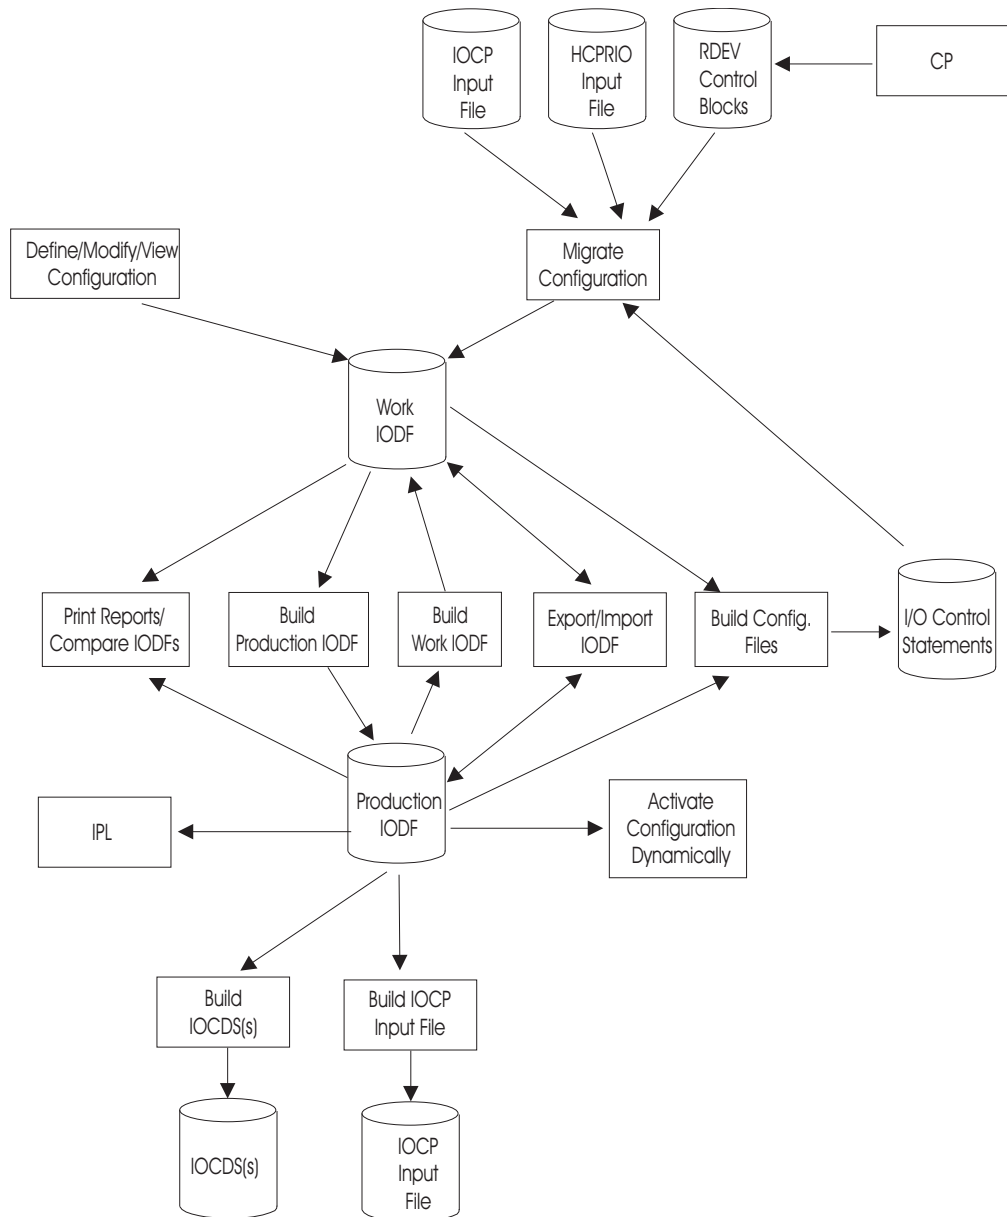 IOCP
Input
File
HCPRIO
Input
File
RDEV
Control
Blocks
CP
Define/Modify/View
Configuration
Migrate
Configuration
Work
IODF
Print Reports/
Compare IODFs
Build
Production IODF
Build
Work IODF
Export/Import
IODF
Build Config.
Files
I/O Control
Statements
IPL
Production
IODF
Activate
Configuration
Dynamically
Build
IOCDS(s)
Build IOCP
Input File
IOCDS(s)
IOCP
Input
File